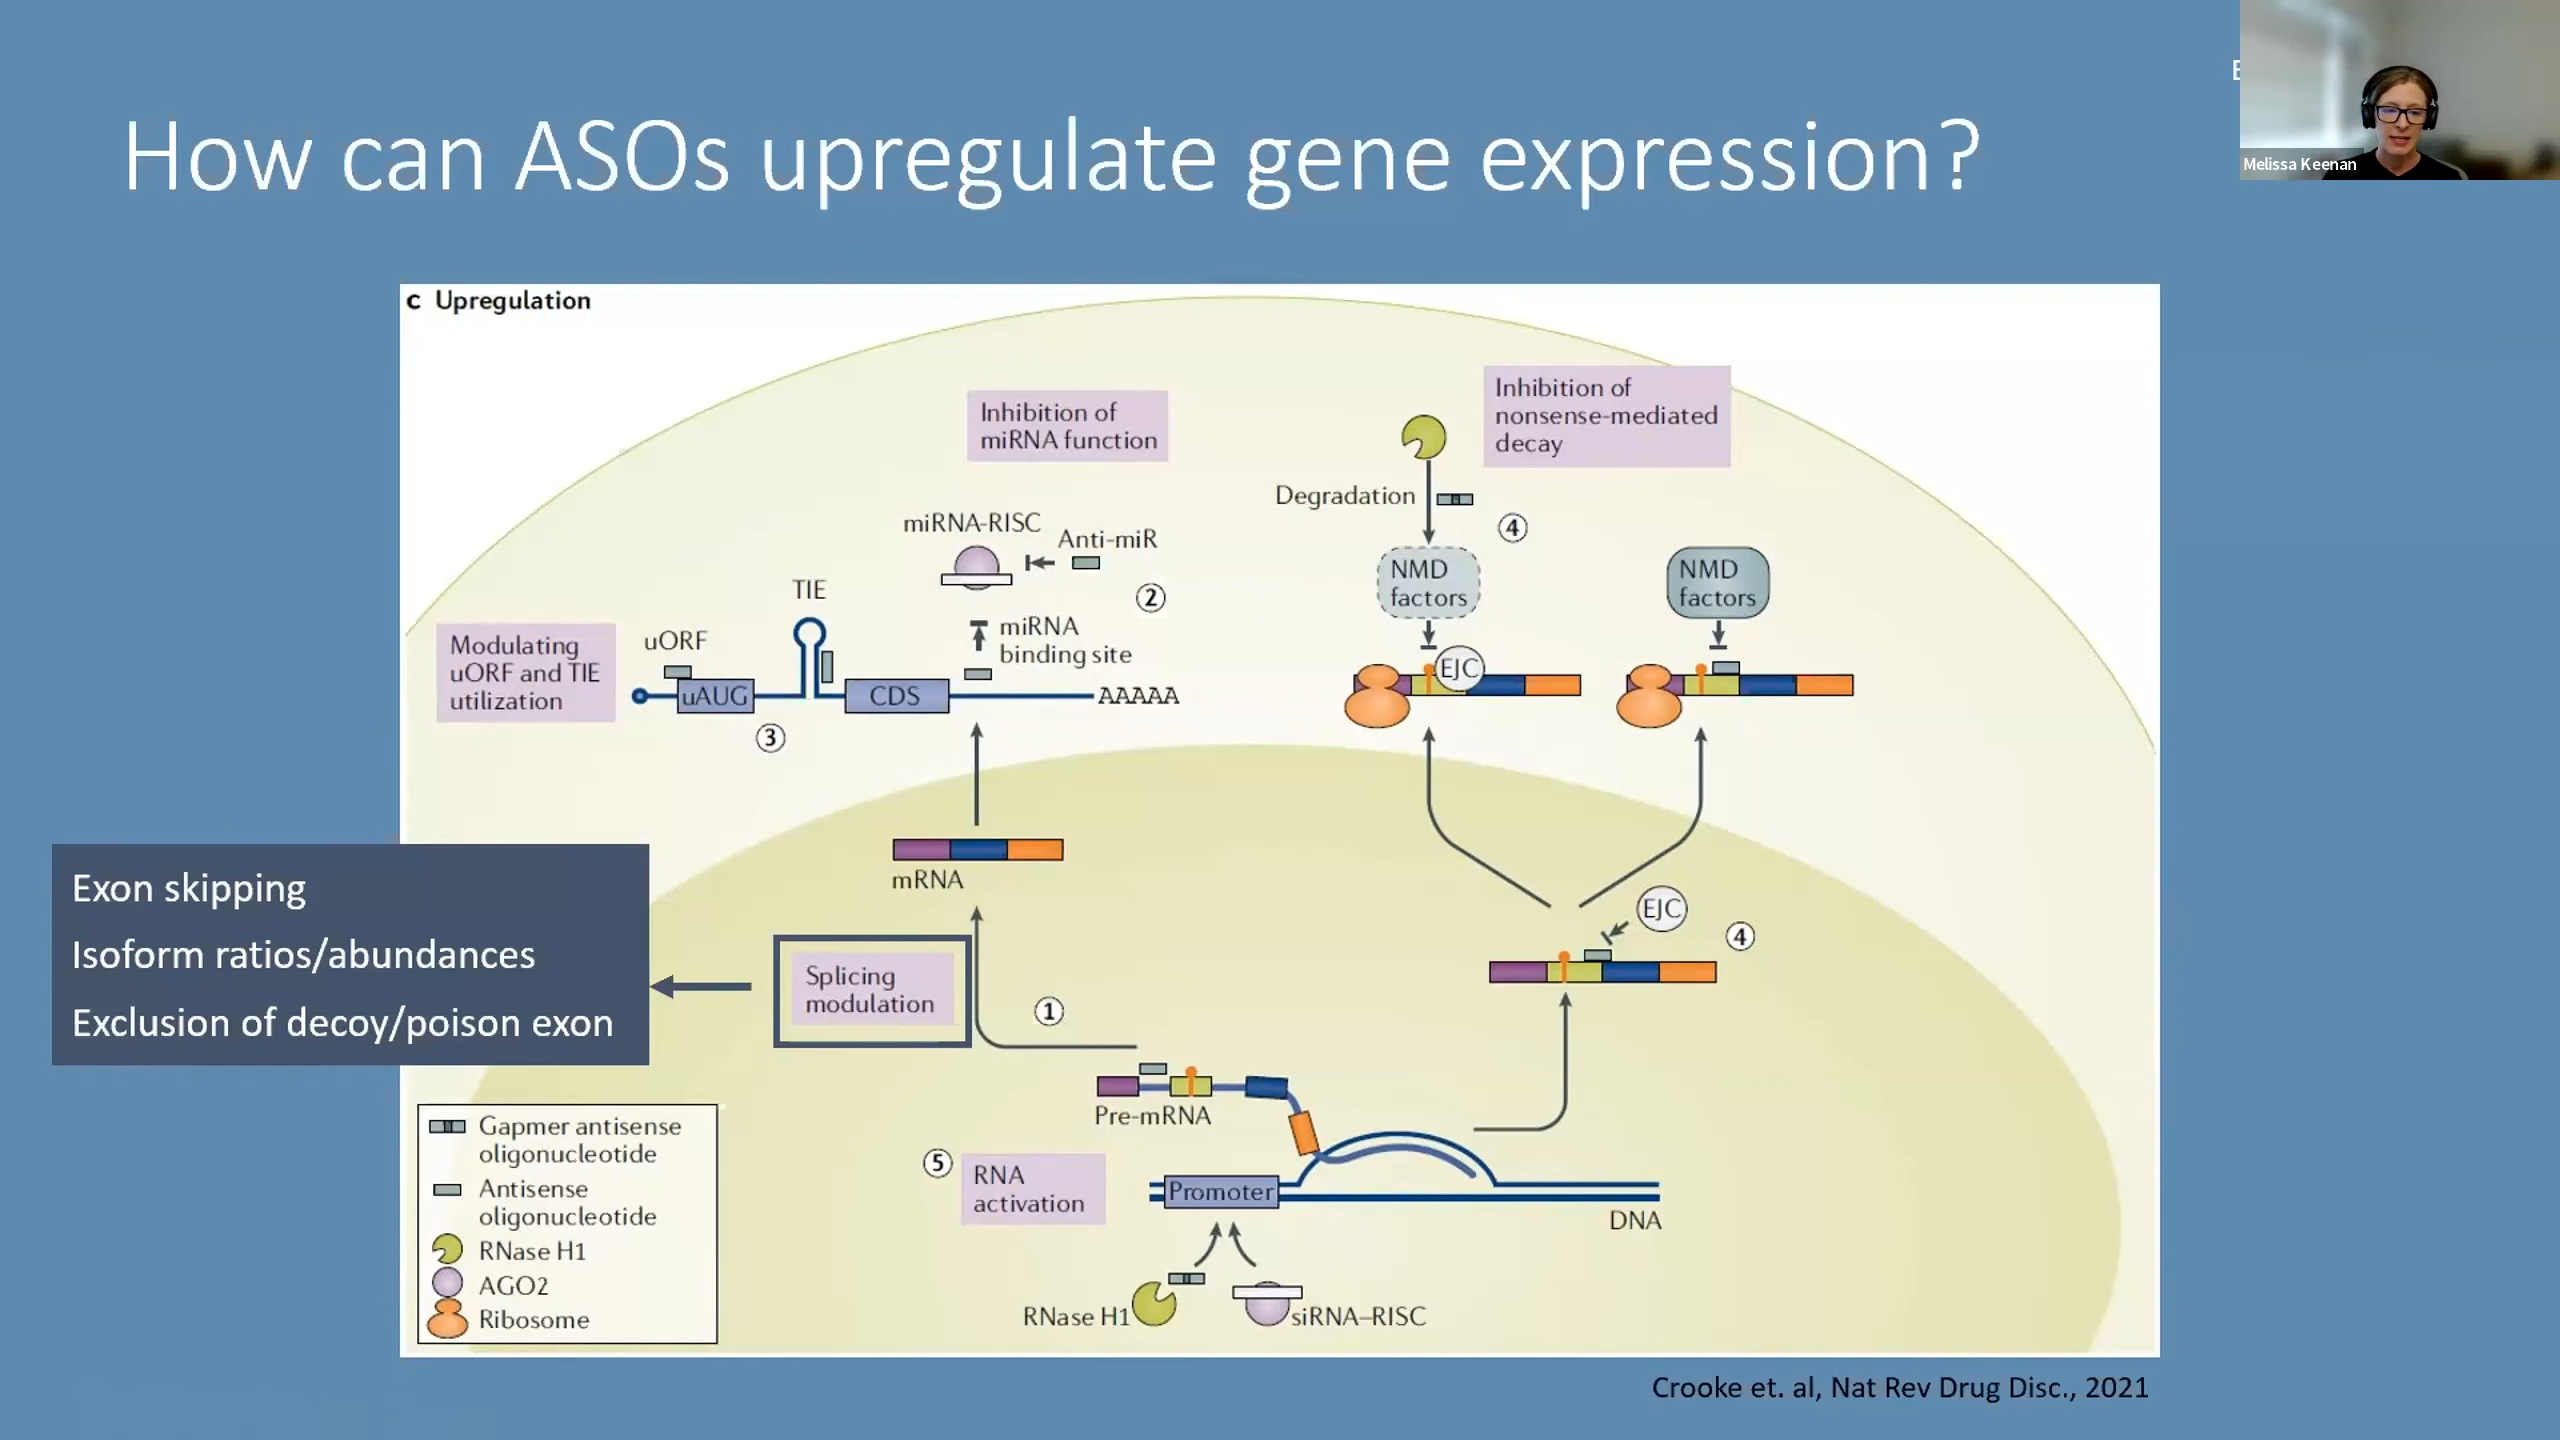 How can ASOs upregulate gene expression?
E
Melissa Keenan
c Upregulation
Inhibition of
miRNA function
Inhibition of
nonsense-mediated
decay
Degradation
4
miRNA-RISC
Anti-miR
2
NMD
factors
NMD
factors
TIE
Modulating
uORF and TIE
utilization
uORF
miRNA
binding site
uAUG
CDS
AAAAA
3
EJC
mRNA
Exon skipping
Isoform ratios/abundances
Exclusion of decoy/poison exon
Splicing
modulation
1
EJC
4
Pre-mRNA
5
RNA
activation
Promoter
DNA
RNase H1
siRNA–RISC
Gapmer antisense
oligonucleotide
Antisense
oligonucleotide
RNase H1
AGO2
Ribosome
Crooke et. al, Nat Rev Drug Disc., 2021